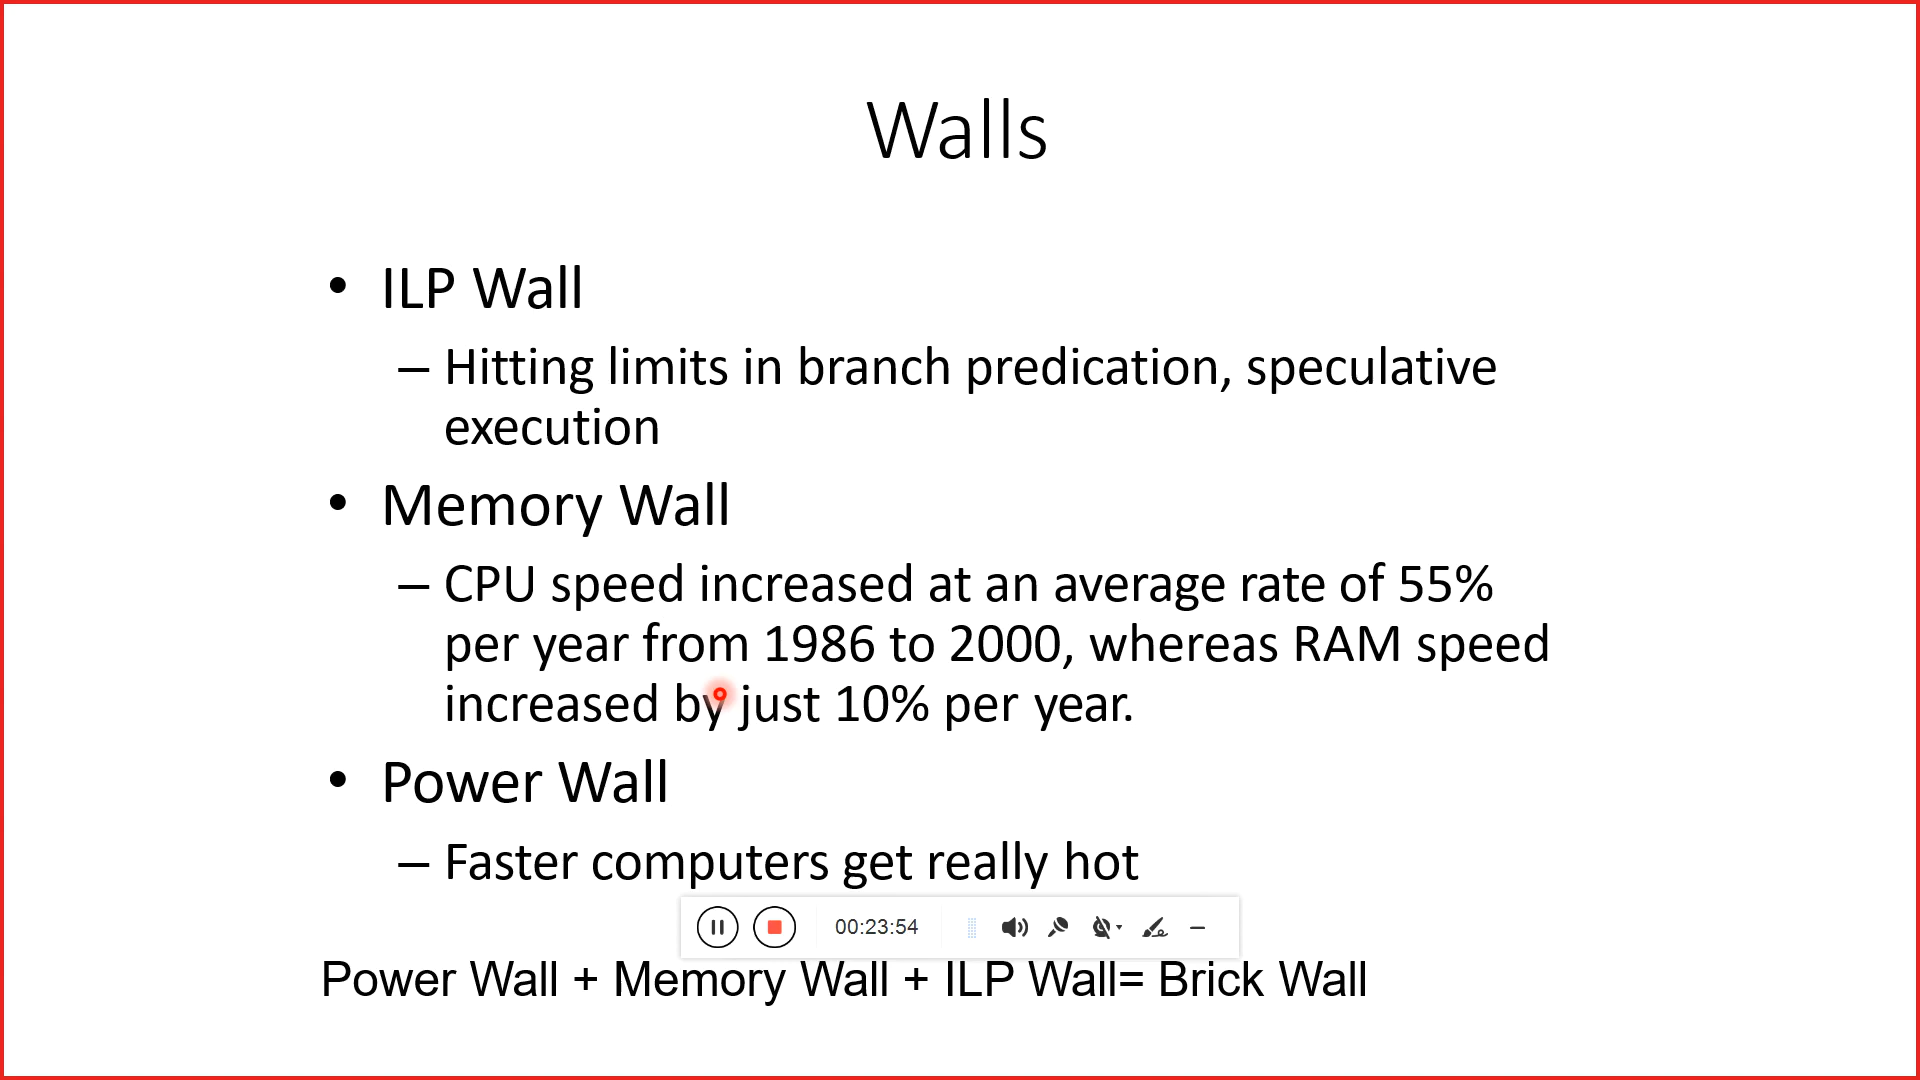 Walls
• ILP Wall
– Hitting limits in branch predication, speculative
execution
• Memory Wall
– CPU speed increased at an average rate of 55%
per year from 1986 to 2000, whereas RAM speed
increased by just 10% per year.
• Power Wall
– Faster computers get really hot
00:23:54
Power Wall + Memory Wall + ILP Wall= Brick Wall